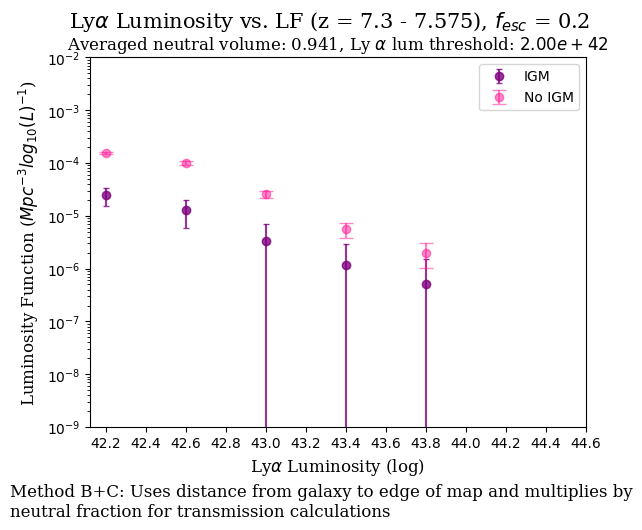 Lyα Luminosity vs. LF (z = 7.3 - 7.575), f_esc = 0.2
Averaged neutral volume: 0.941, Ly α lum threshold: 2.00e + 42
IGM
No IGM
Luminosity Function (Mpc⁻³log₁₀(L)⁻¹)
10⁻²
10⁻³
10⁻⁴
10⁻⁵
10⁻⁶
10⁻⁷
10⁻⁸
10⁻⁹
42.2 42.4 42.6 42.8 43.0 43.2 43.4 43.6 43.8 44.0 44.2 44.4 44.6
Lyα Luminosity (log)
Method B+C: Uses distance from galaxy to edge of map and multiplies by
neutral fraction for transmission calculations